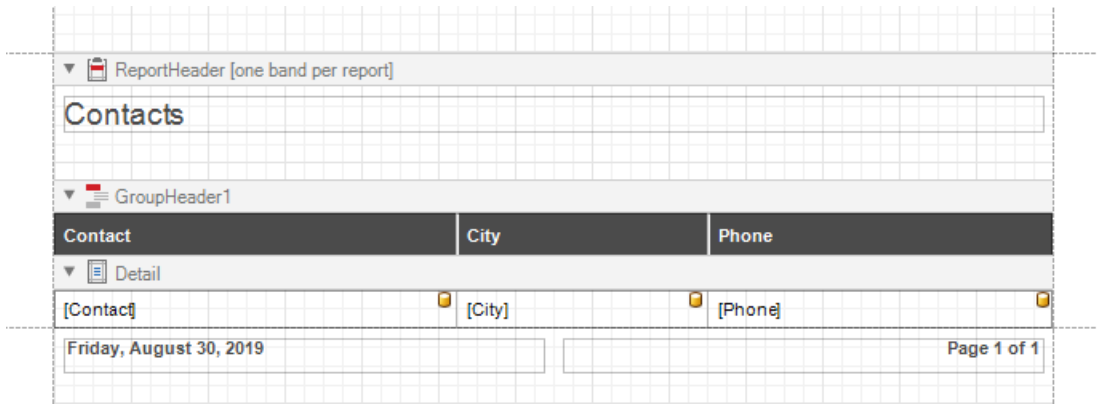 ReportHeader [one band per report]
Contacts
GroupHeader1
Contact City Phone
Detail
[Contact] [City] [Phone]
Friday, August 30, 2019 Page 1 of 1